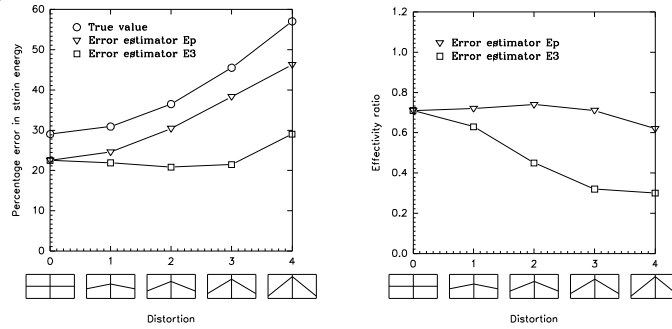 60
50
40
30
20
10
0
Percentage error in strain energy
True value
Error estimator Ep
Error estimator E3
0 1 2 3 4
Distortion
1.2
1.0
0.8
0.6
0.4
0.2
0.0
Effectivity ratio
Error estimator Ep
Error estimator E3
0 1 2 3 4
Distortion